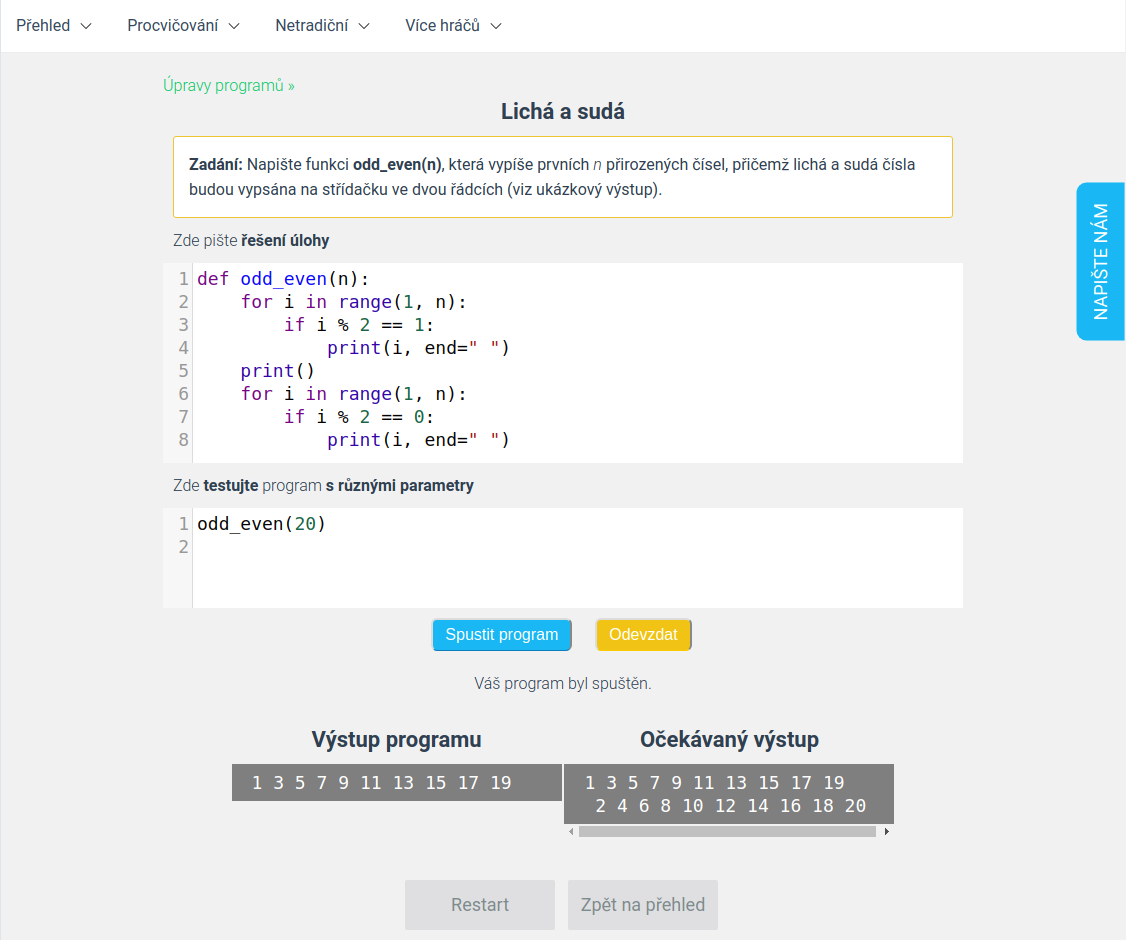 Přehled Procvičování Netradiční Více hráčů
Úpravy programů »
Lichá a sudá
Zadání: Napište funkci odd_even(n), která vypíše prvních n přirozených čísel, přičemž lichá a sudá čísla
budou vypsána na střídačku ve dvou řádcích (viz ukázkový výstup).
NAPIŠTE NÁM
Zde pište řešení úlohy
1 def odd_even(n):
2     for i in range(1, n):
3         if i % 2 == 1:
4             print(i, end=" ")
5     print()
6     for i in range(1, n):
7         if i % 2 == 0:
8             print(i, end=" ")
Zde testujte program s různými parametry
1 odd_even(20)
2
Spustit program Odevzdat
Váš program byl spuštěn.
Výstup programu Očekávaný výstup
1 3 5 7 9 11 13 15 17 19
1 3 5 7 9 11 13 15 17 19
2 4 6 8 10 12 14 16 18 20
Restart Zpět na přehled